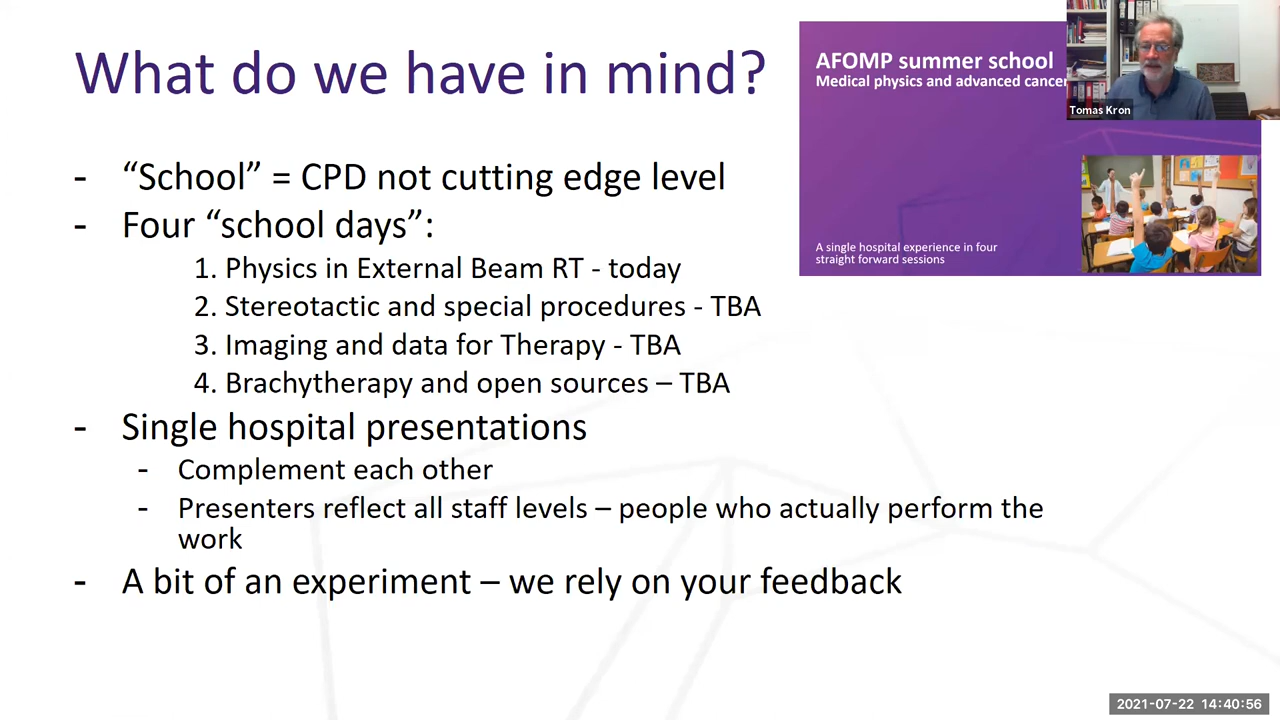 What do we have in mind?
AFOMP summer school
Medical physics and advanced cancer
Tomas Kron
- “School” = CPD not cutting edge level
- Four “school days”:
1. Physics in External Beam RT - today
2. Stereotactic and special procedures - TBA
3. Imaging and data for Therapy - TBA
4. Brachytherapy and open sources – TBA
A single hospital experience in four
straight forward sessions
- Single hospital presentations
- Complement each other
- Presenters reflect all staff levels – people who actually perform the
work
- A bit of an experiment – we rely on your feedback
2021-07-22 14:40:56